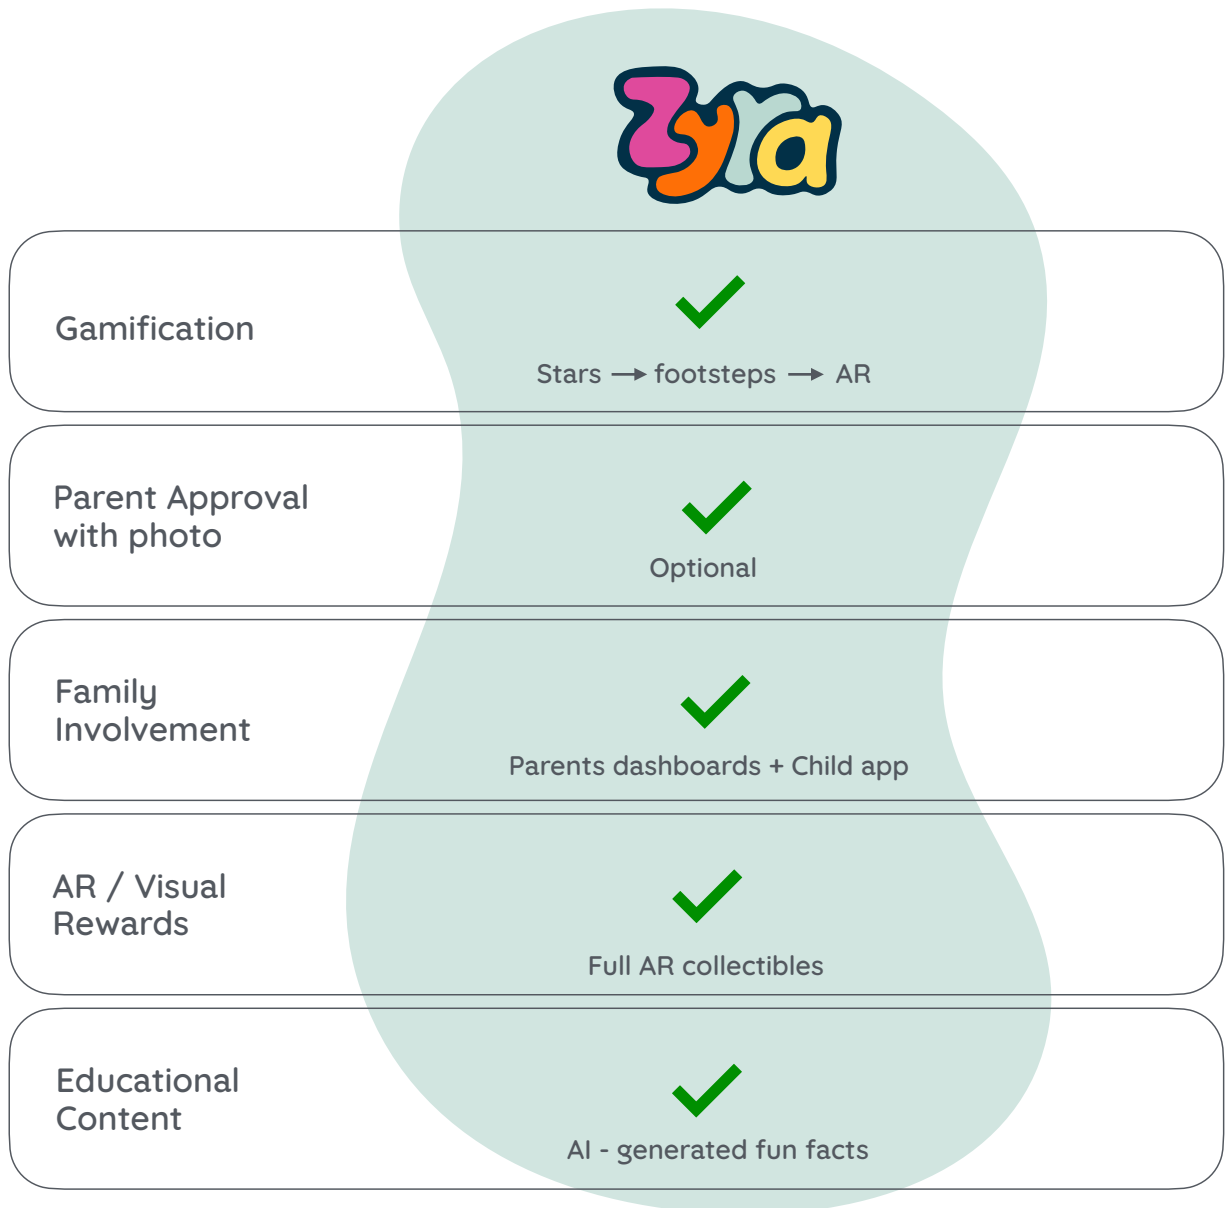 zyra
Gamification
Stars → footsteps → AR
Parent Approval
with photo
Optional
Family
Involvement
Parents dashboards + Child app
AR / Visual
Rewards
Full AR collectibles
Educational
Content
AI - generated fun facts